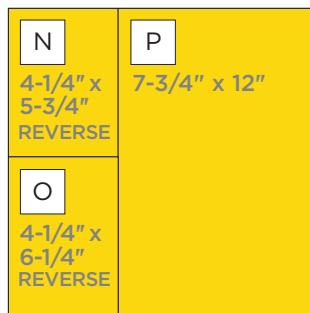 N
4-1/4" x
5-3/4"
REVERSE
P
7-3/4" x 12"
O
4-1/4" x
6-1/4"
REVERSE